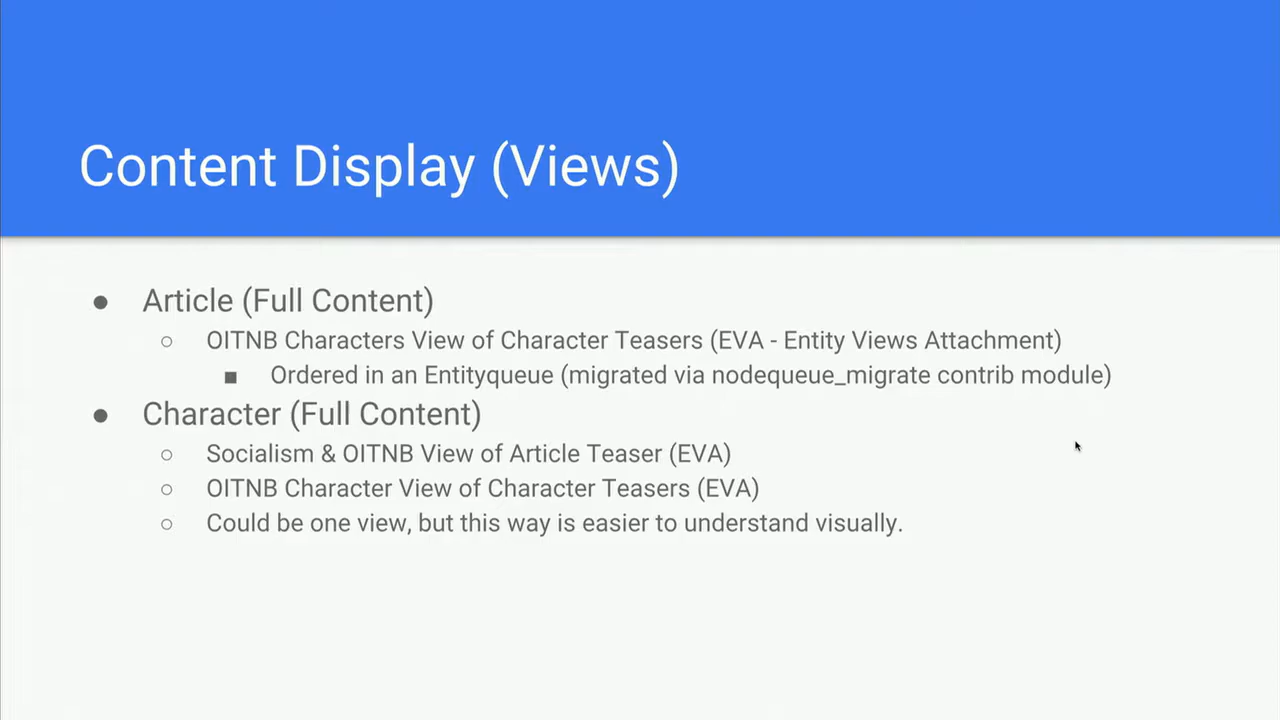 Content Display (Views)
● Article (Full Content)
○ OITNB Characters View of Character Teasers (EVA - Entity Views Attachment)
■ Ordered in an Entityqueue (migrated via nodequeue_migrate contrib module)
● Character (Full Content)
○ Socialism & OITNB View of Article Teaser (EVA)
○ OITNB Character View of Character Teasers (EVA)
○ Could be one view, but this way is easier to understand visually.